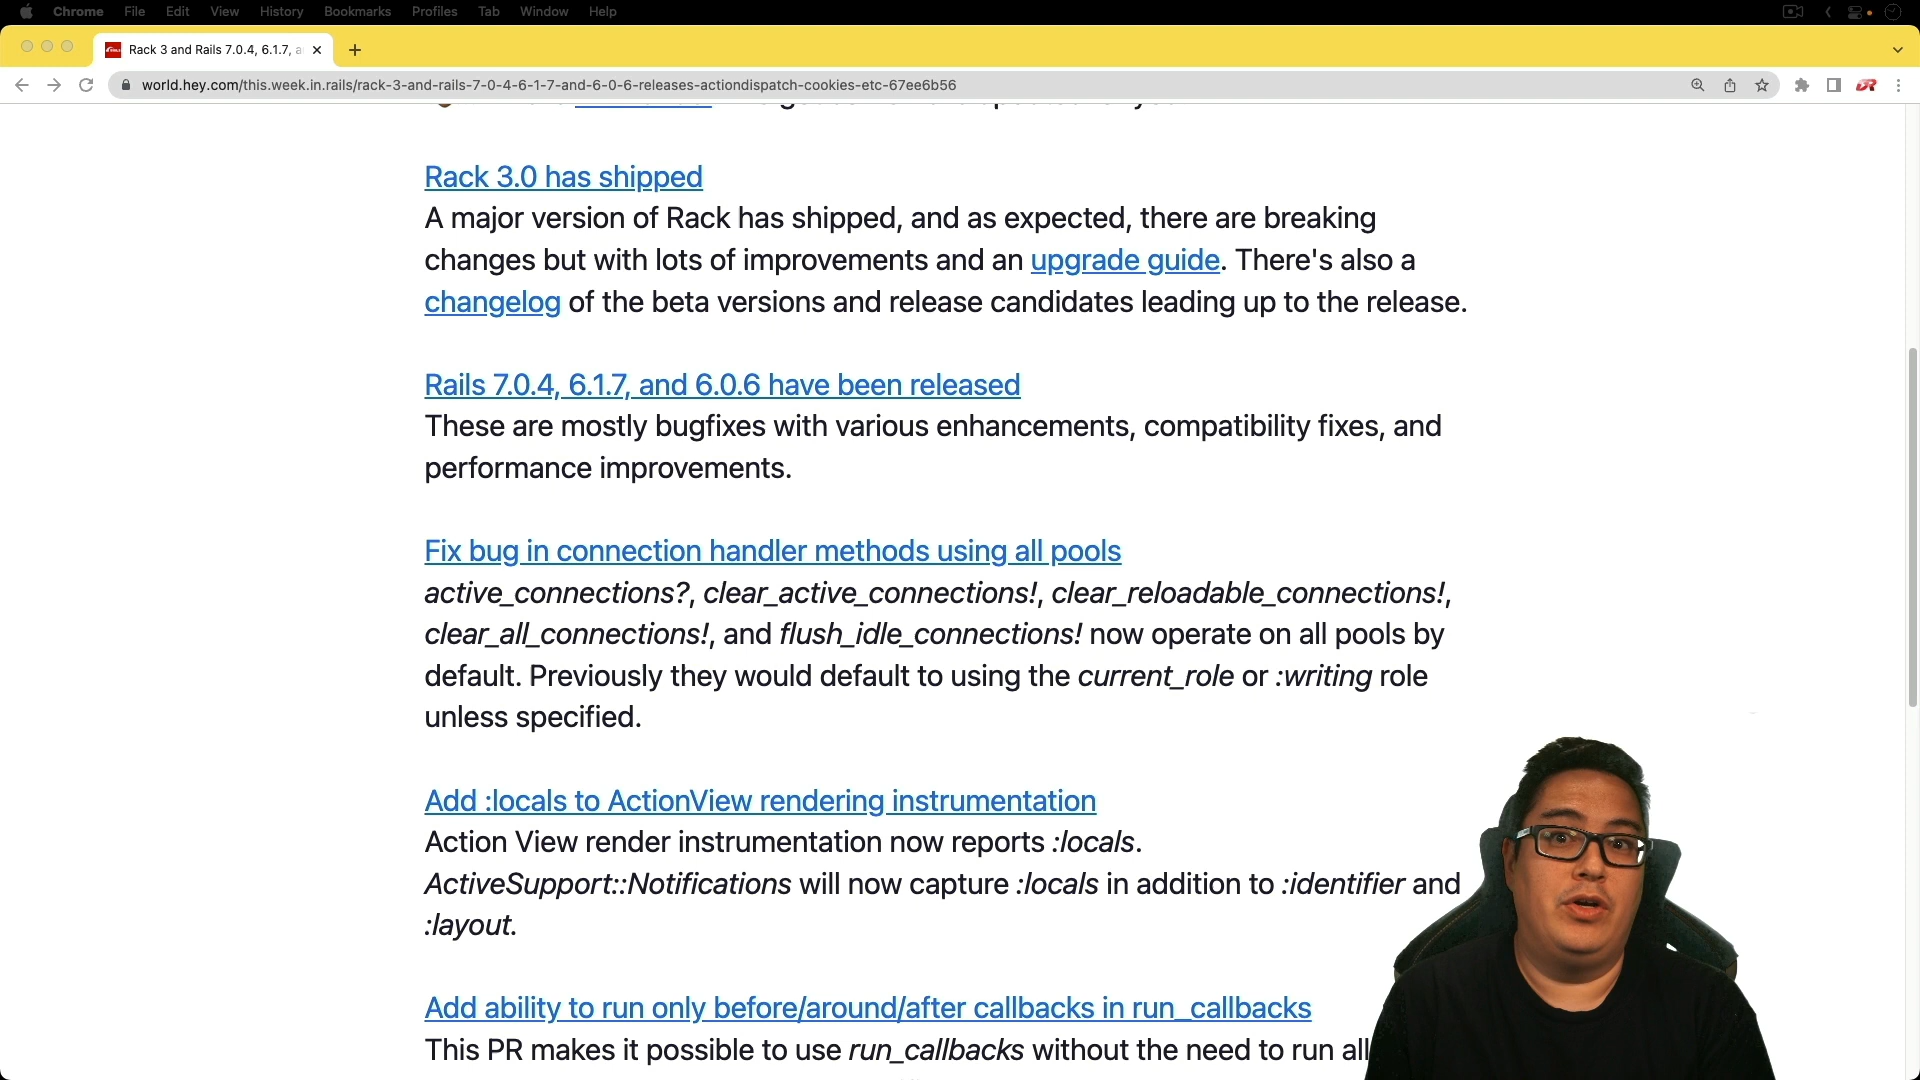 Chrome File Edit View History Bookmarks Profiles Tab Window Help
Rack 3 and Rails 7.0.4, 6.1.7, a
world.hey.com/this.week.in.rails/rack-3-and-rails-7-0-4-6-1-7-and-6-0-6-releases-actiondispatch-cookies-etc-67ee6b56
Rack 3.0 has shipped
A major version of Rack has shipped, and as expected, there are breaking
changes but with lots of improvements and an upgrade guide. There's also a
changelog of the beta versions and release candidates leading up to the release.
Rails 7.0.4, 6.1.7, and 6.0.6 have been released
These are mostly bugfixes with various enhancements, compatibility fixes, and
performance improvements.
Fix bug in connection handler methods using all pools
active_connections?, clear_active_connections!, clear_reloadable_connections!,
clear_all_connections!, and flush_idle_connections! now operate on all pools by
default. Previously they would default to using the current_role or :writing role
unless specified.
Add :locals to ActionView rendering instrumentation
Action View render instrumentation now reports :locals.
ActiveSupport::Notifications will now capture :locals in addition to :identifier and
:layout.
Add ability to run only before/around/after callbacks in run_callbacks
This PR makes it possible to use run_callbacks without the need to run all